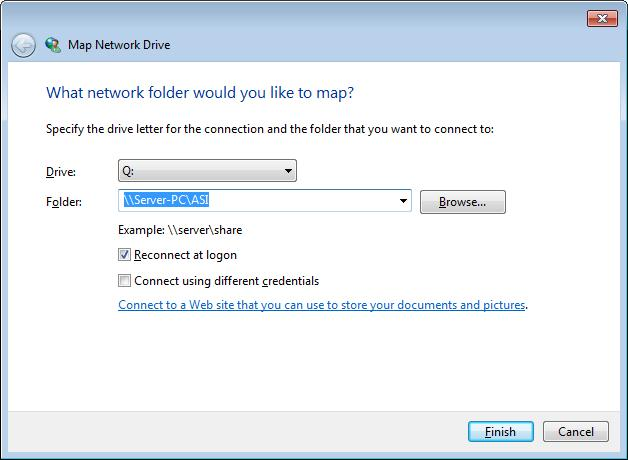 Map Network Drive
What network folder would you like to map?
Specify the drive letter for the connection and the folder that you want to connect to:
Drive: Q:
Folder: \\Server-PC\ASI Browse...
Example: \\server\share
Reconnect at logon
Connect using different credentials
Connect to a Web site that you can use to store your documents and pictures.
Finish Cancel